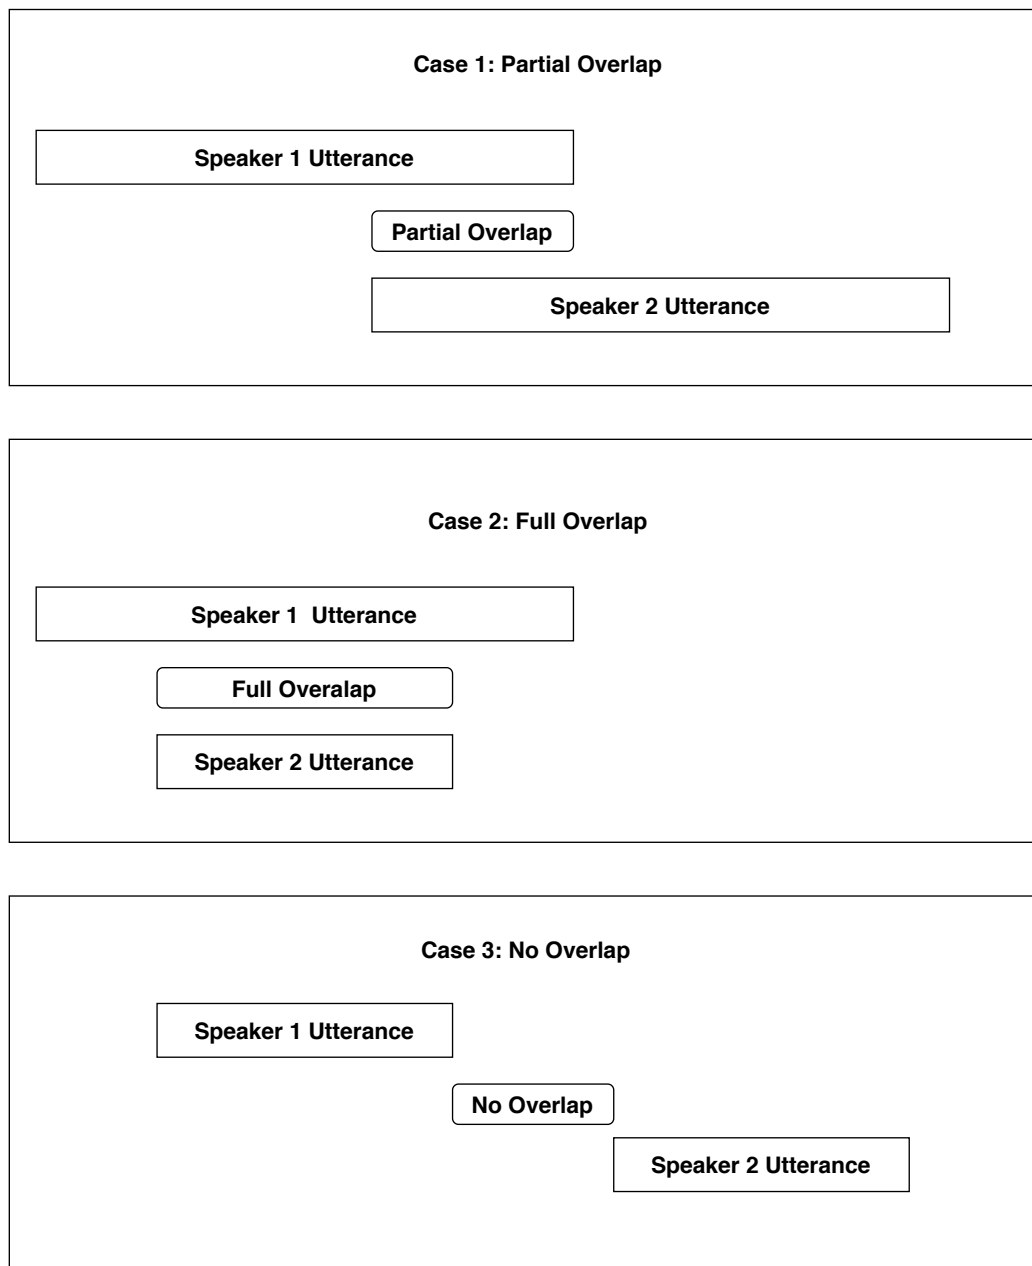 Case 1: Partial Overlap
Speaker 1 Utterance
Partial Overlap
Speaker 2 Utterance
Case 2: Full Overlap
Speaker 1  Utterance
Full Overalap
Speaker 2 Utterance
Case 3: No Overlap
Speaker 1 Utterance
No Overlap
Speaker 2 Utterance